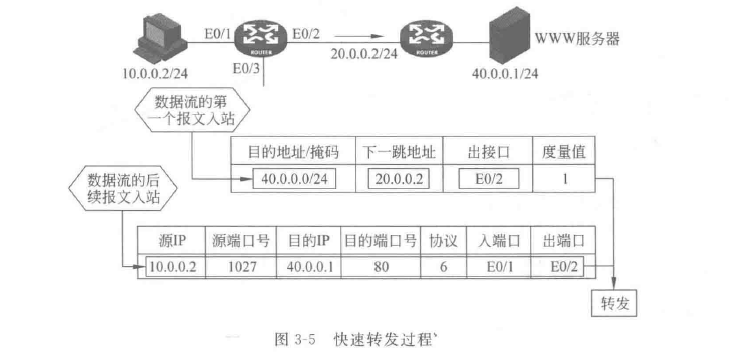 E0/1
E0/2
ROUTER
ROUTER
WWW服务器
10.0.0.2/24
E0/3
20.0.0.2/24
40.0.0.1/24
数据流的第
一个报文入站
目的地址/掩码 下一跳地址 出接口 度量值
40.0.0.0/24 20.0.0.2 E0/2 1
数据流的后
续报文入站
源IP 源端口号 目的IP 目的端口号 协议 入端口 出端口
10.0.0.2 1027 40.0.0.1 80 6 E0/1 E0/2
转发
图 3-5 快速转发过程